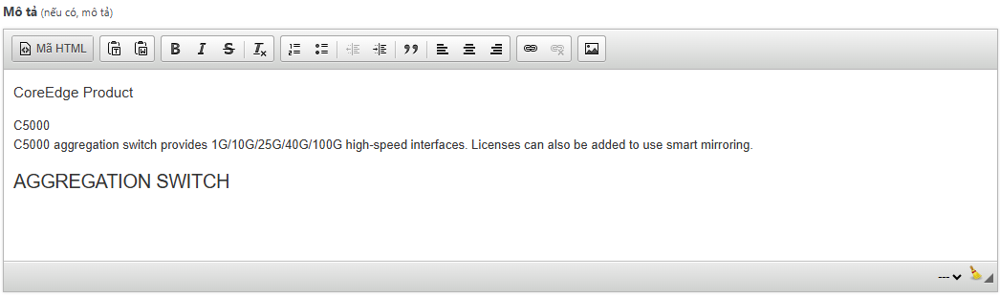 Mô tả (nếu có, mô tả)
Mã HTML
CoreEdge Product
C5000
C5000 aggregation switch provides 1G/10G/25G/40G/100G high-speed interfaces. Licenses can also be added to use smart mirroring.
AGGREGATION SWITCH
---